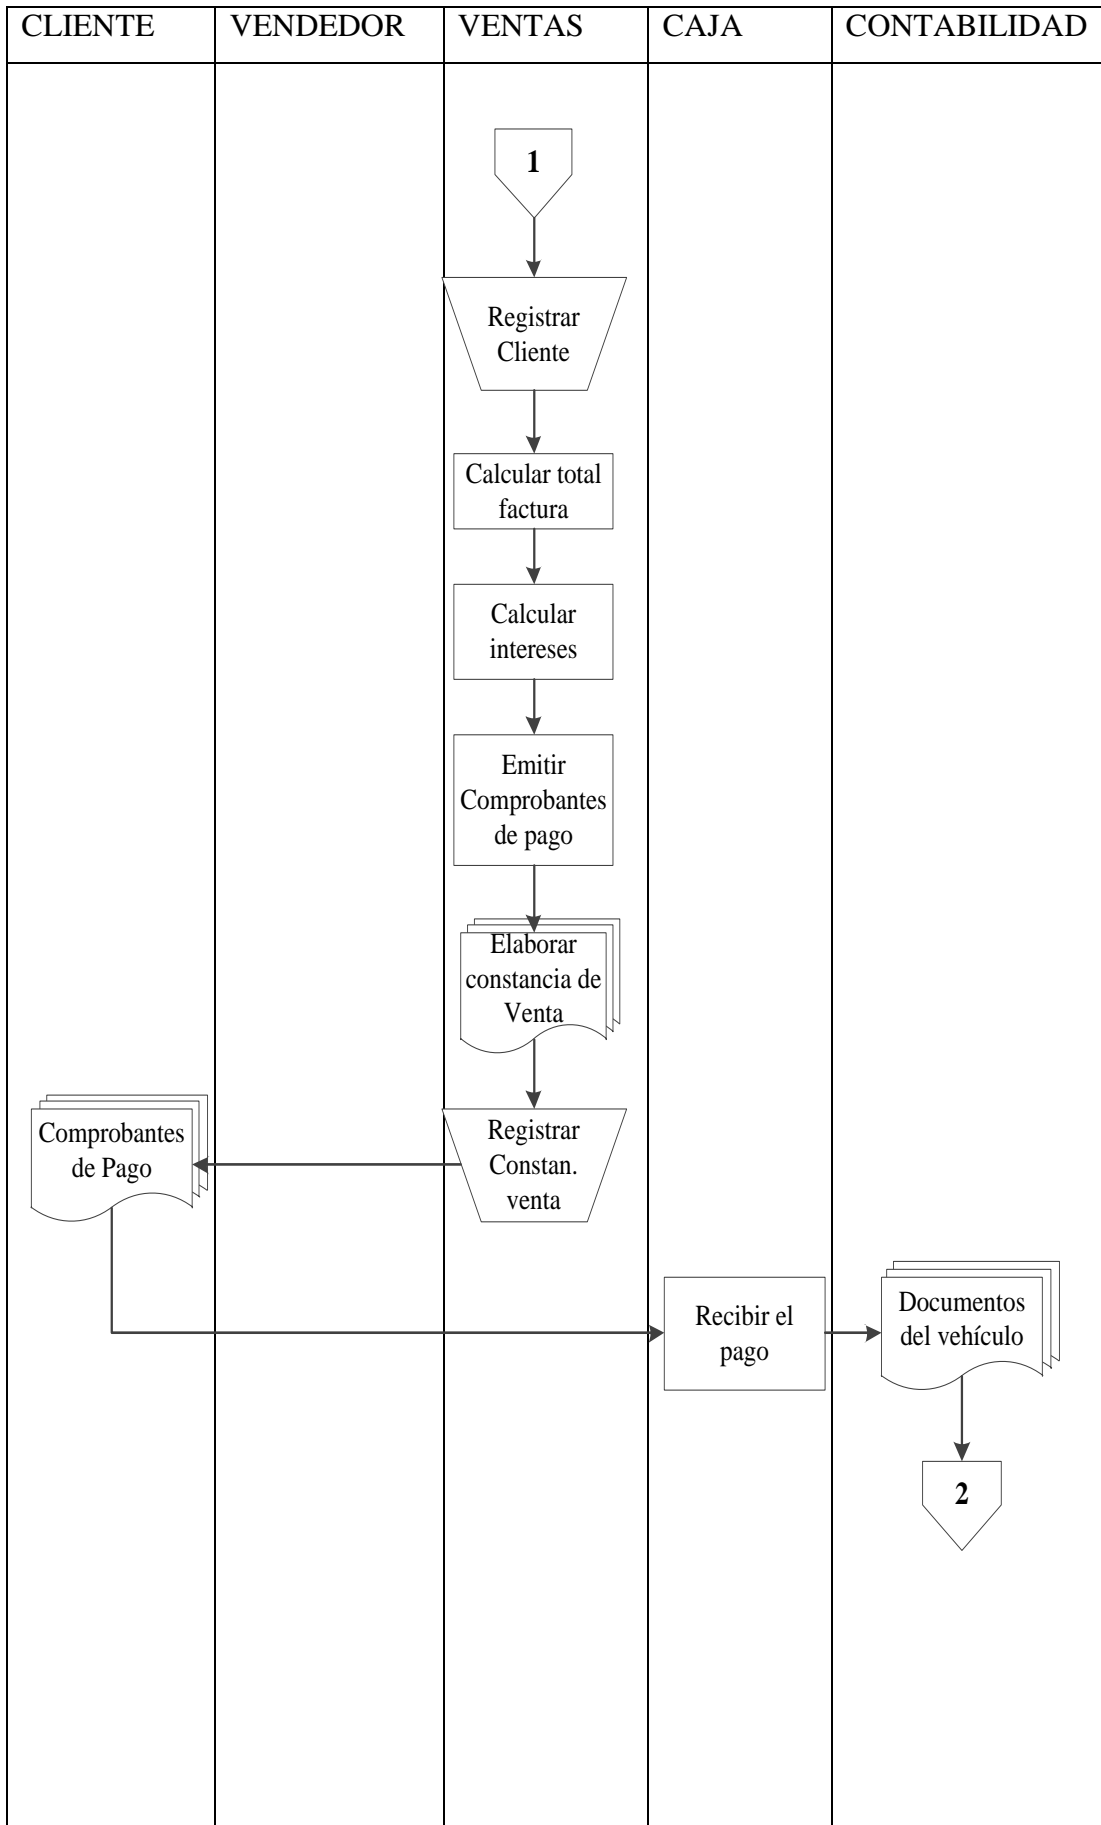 CLIENTE
VENDEDOR
VENTAS
CAJA
CONTABILIDAD
1
Registrar
Cliente
Calcular total
factura
Calcular
intereses
Emitir
Comprobantes
de pago
Elaborar
constancia de
Venta
Comprobantes
de Pago
Registrar
Constan.
venta
Recibir el
pago
Documentos
del vehículo
2